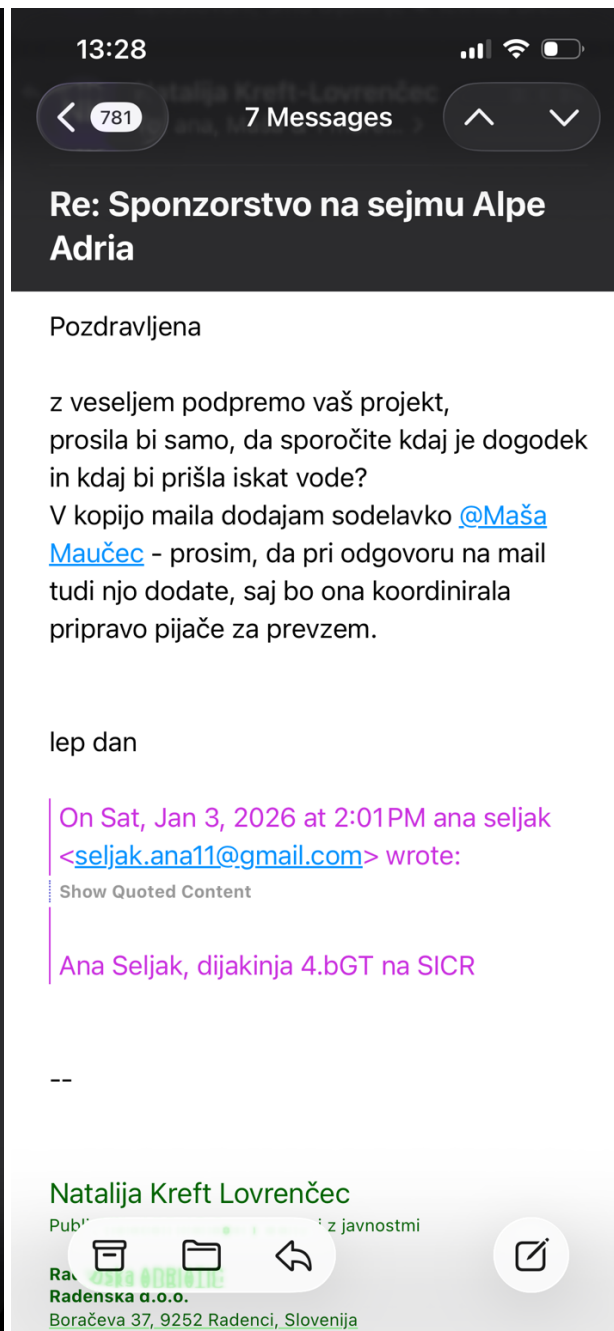 13:28
781
7 Messages
Re: Sponzorstvo na sejmu Alpe
Adria
Pozdravljena
z veseljem podpremo vaš projekt,
prosila bi samo, da sporočite kdaj je dogodek
in kdaj bi prišla iskat vode?
V kopijo maila dodajam sodelavko @Maša
Maučec - prosim, da pri odgovoru na mail
tudi njo dodate, saj bo ona koordinirala
pripravo pijače za prevzem.
lep dan
On Sat, Jan 3, 2026 at 2:01 PM ana seljak
<seljak.ana11@gmail.com> wrote:
Show Quoted Content
Ana Seljak, dijakinja 4.bGT na SICR
--
Natalija Kreft Lovrenčec
z javnostmi
Radenska d.o.o.
Boračeva 37, 9252 Radenci, Slovenija